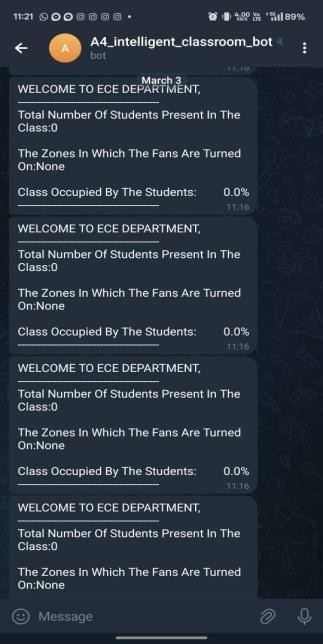 11:21
4.00 Vo
KB/S LTE
5G
89%
A4_intelligent_classroom_bot
A
bot
11:16
March 3
WELCOME TO ECE DEPARTMENT,
------------------------------------------
Total Number Of Students Present In The
Class:0
The Zones In Which The Fans Are Turned
On:None
Class Occupied By The Students: 0.0%
------------------------------------------
11:16
WELCOME TO ECE DEPARTMENT,
------------------------------------------
Total Number Of Students Present In The
Class:0
The Zones In Which The Fans Are Turned
On:None
Class Occupied By The Students: 0.0%
------------------------------------------
11:16
WELCOME TO ECE DEPARTMENT,
------------------------------------------
Total Number Of Students Present In The
Class:0
The Zones In Which The Fans Are Turned
On:None
Class Occupied By The Students: 0.0%
------------------------------------------
11:16
WELCOME TO ECE DEPARTMENT,
------------------------------------------
Total Number Of Students Present In The
Class:0
The Zones In Which The Fans Are Turned
On:None
Message